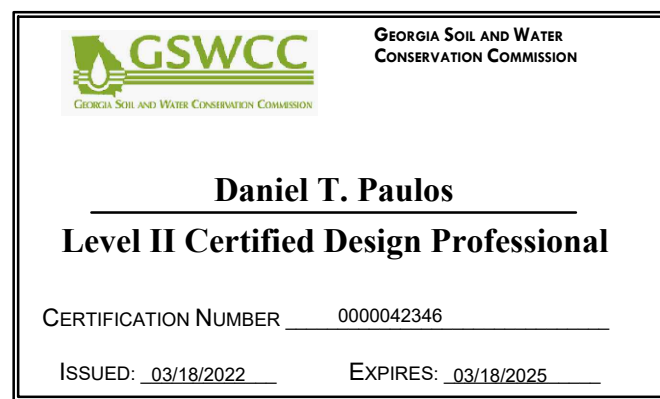 GSWCC
GEORGIA SOIL AND WATER CONSERVATION COMMISSION
GEORGIA SOIL AND WATER
CONSERVATION COMMISSION
Daniel T. Paulos
Level II Certified Design Professional
CERTIFICATION NUMBER 0000042346
ISSUED: 03/18/2022 EXPIRES: 03/18/2025